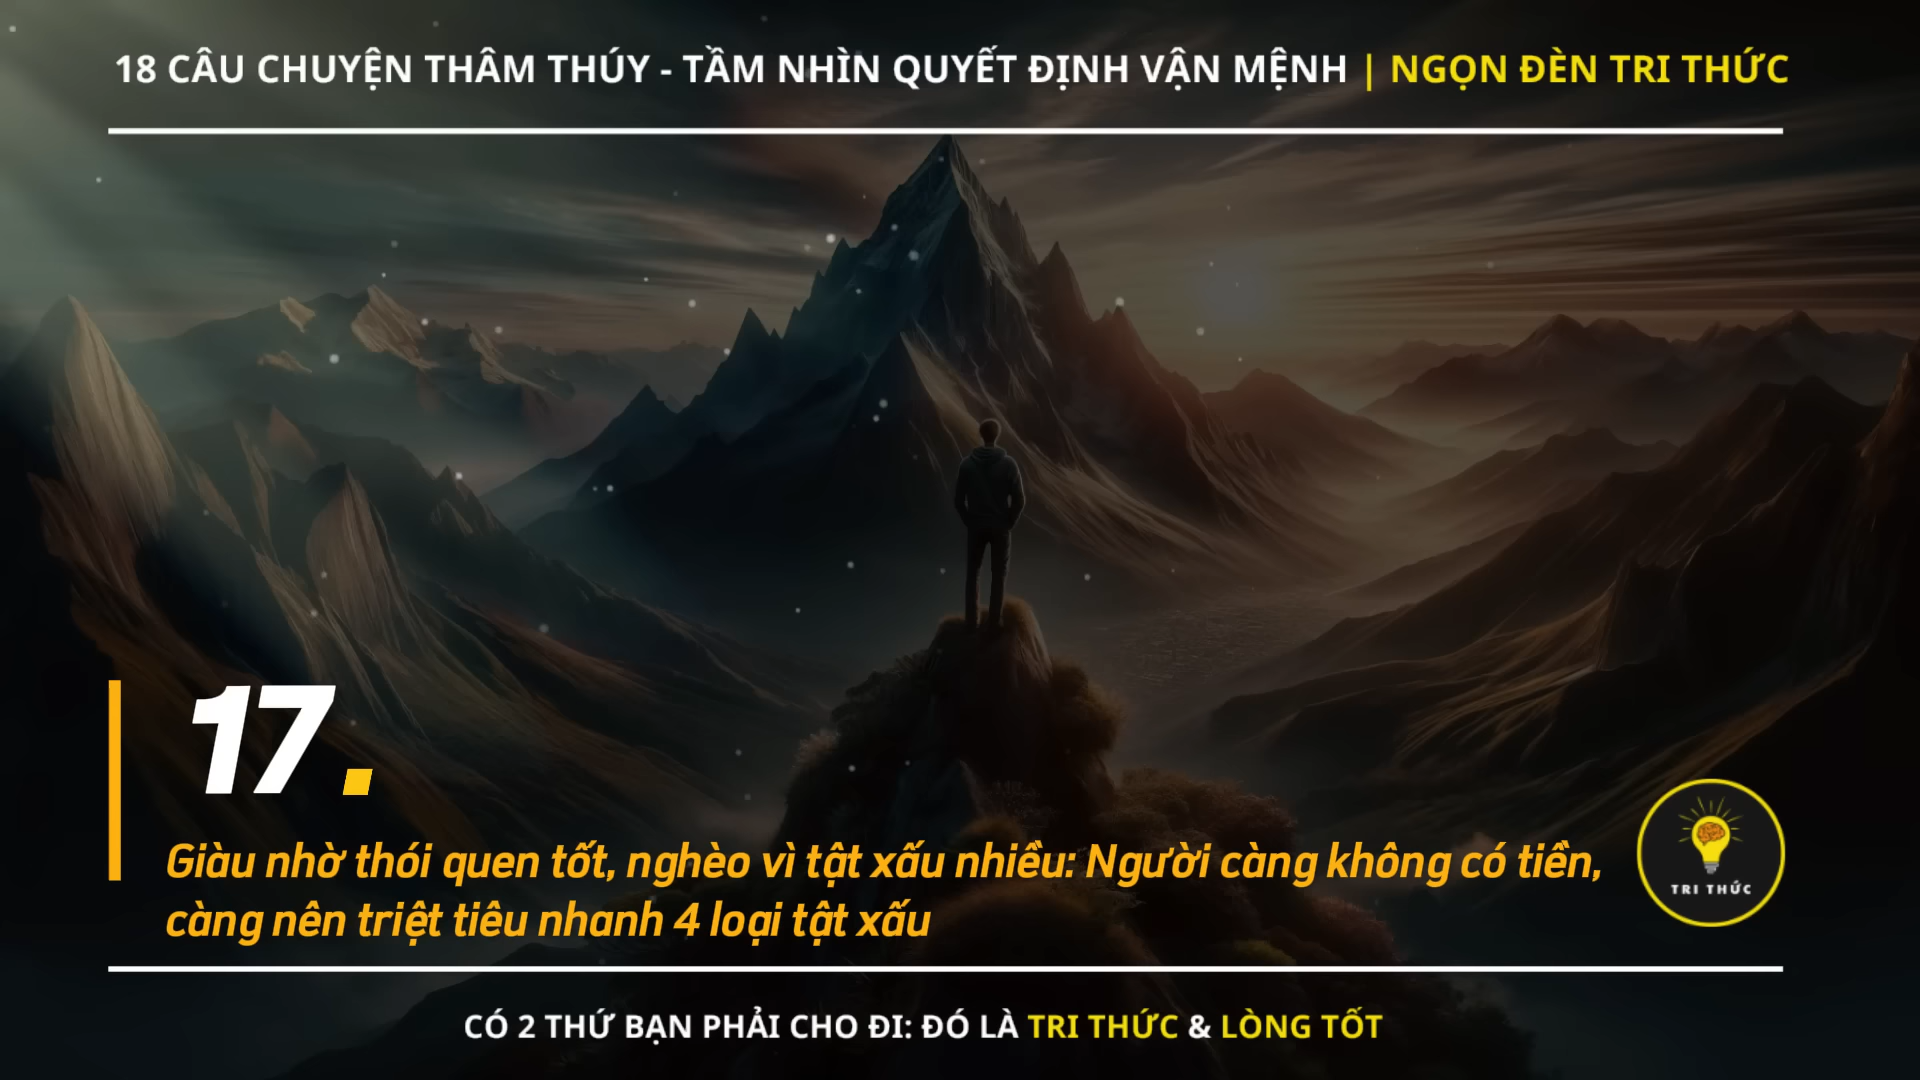 18 CÂU CHUYỆN THÂM THÚY - TẦM NHÌN QUYẾT ĐỊNH VẬN MỆNH | NGỌN ĐÈN TRI THỨC
17.
Giàu nhờ thói quen tốt, nghèo vì tật xấu nhiều: Người càng không có tiền,
càng nên triệt tiêu nhanh 4 loại tật xấu
TRI THỨC
CÓ 2 THỨ BẠN PHẢI CHO ĐI: ĐÓ LÀ TRI THỨC & LÒNG TỐT